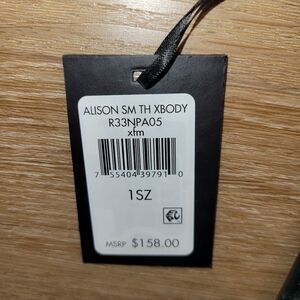 ALISON SM TH XBODY
R33NPA05
xfm
7 55404 39791 0
1SZ
MSRP $158.00